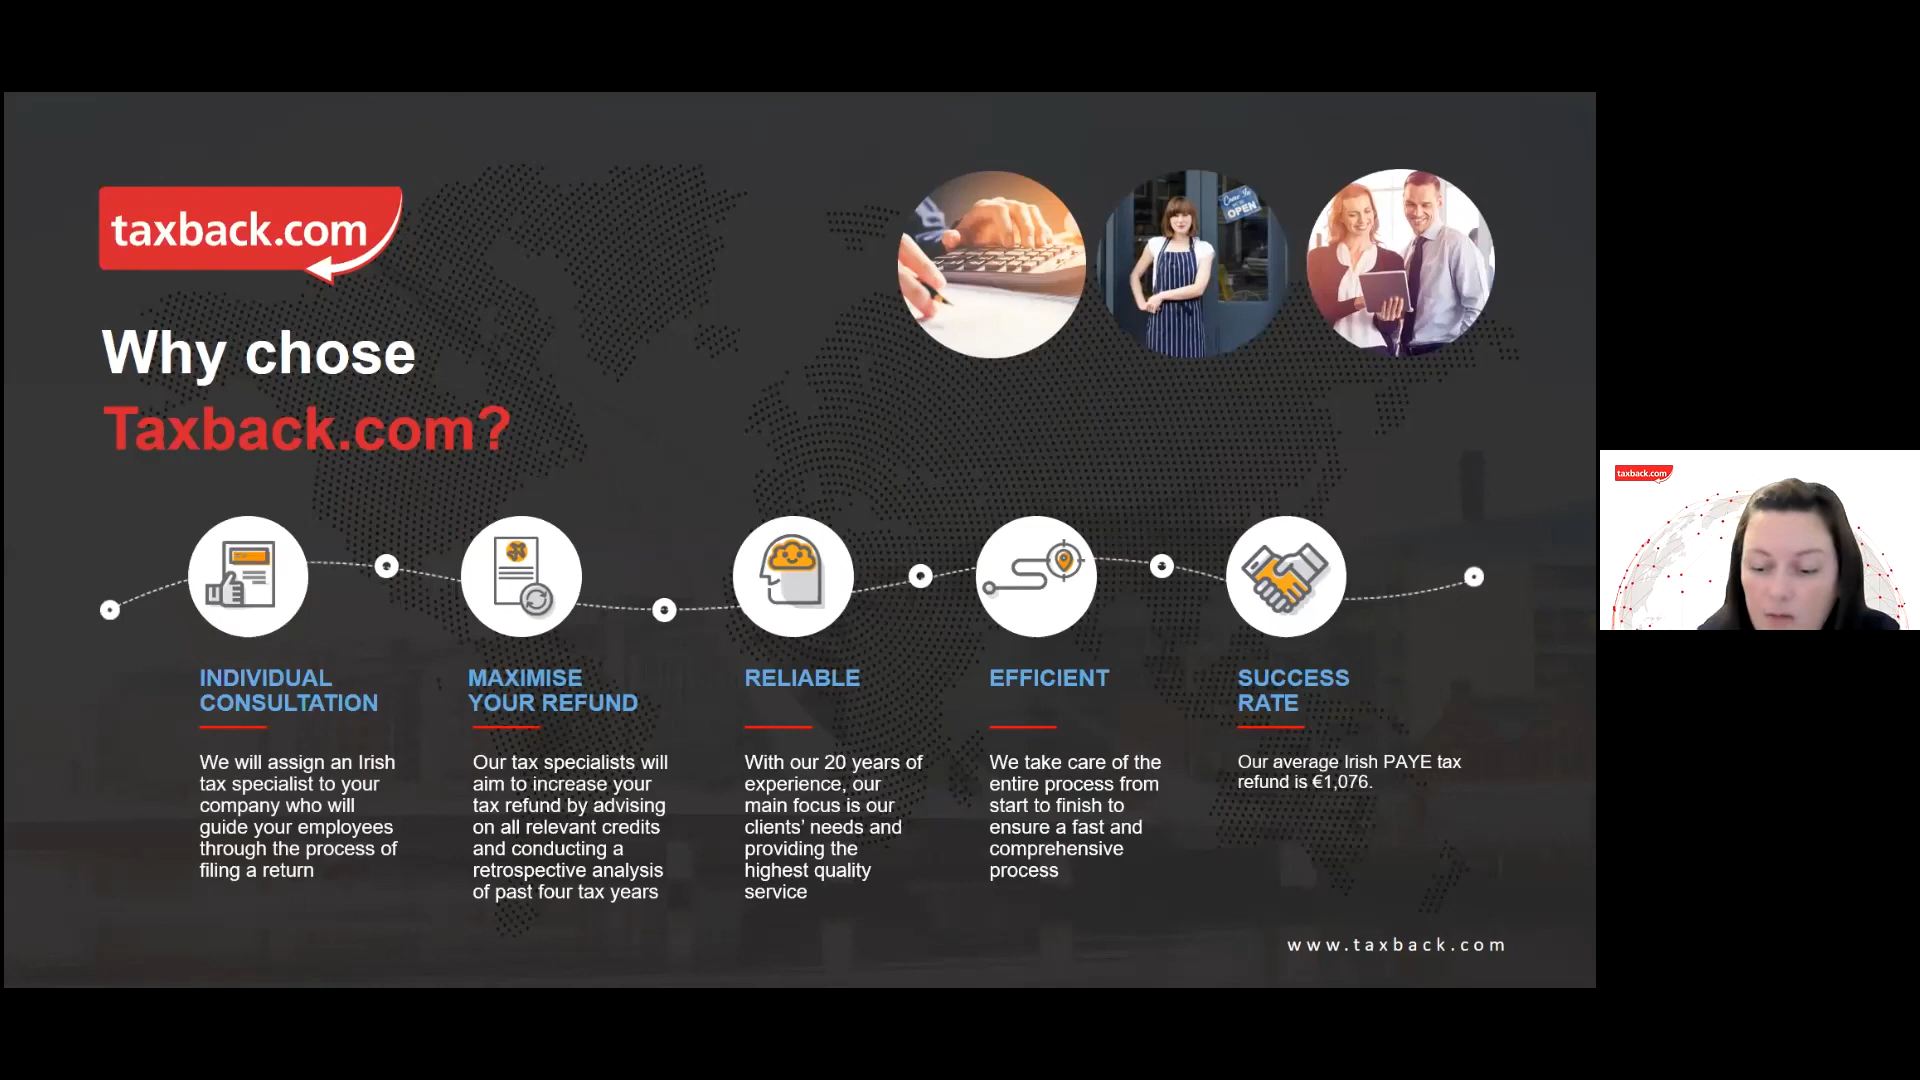 taxback.com
Why chose
Taxback.com?
OPEN
INDIVIDUAL
CONSULTATION
We will assign an Irish
tax specialist to your
company who will
guide your employees
through the process of
filing a return
MAXIMISE
YOUR REFUND
Our tax specialists will
aim to increase your
tax refund by advising
on all relevant credits
and conducting a
retrospective analysis
of past four tax years
RELIABLE
With our 20 years of
experience, our
main focus is our
clients’ needs and
providing the
highest quality
service
EFFICIENT
We take care of the
entire process from
start to finish to
ensure a fast and
comprehensive
process
SUCCESS
RATE
Our average Irish PAYE tax
refund is €1,076.
www.taxback.com
taxback.com